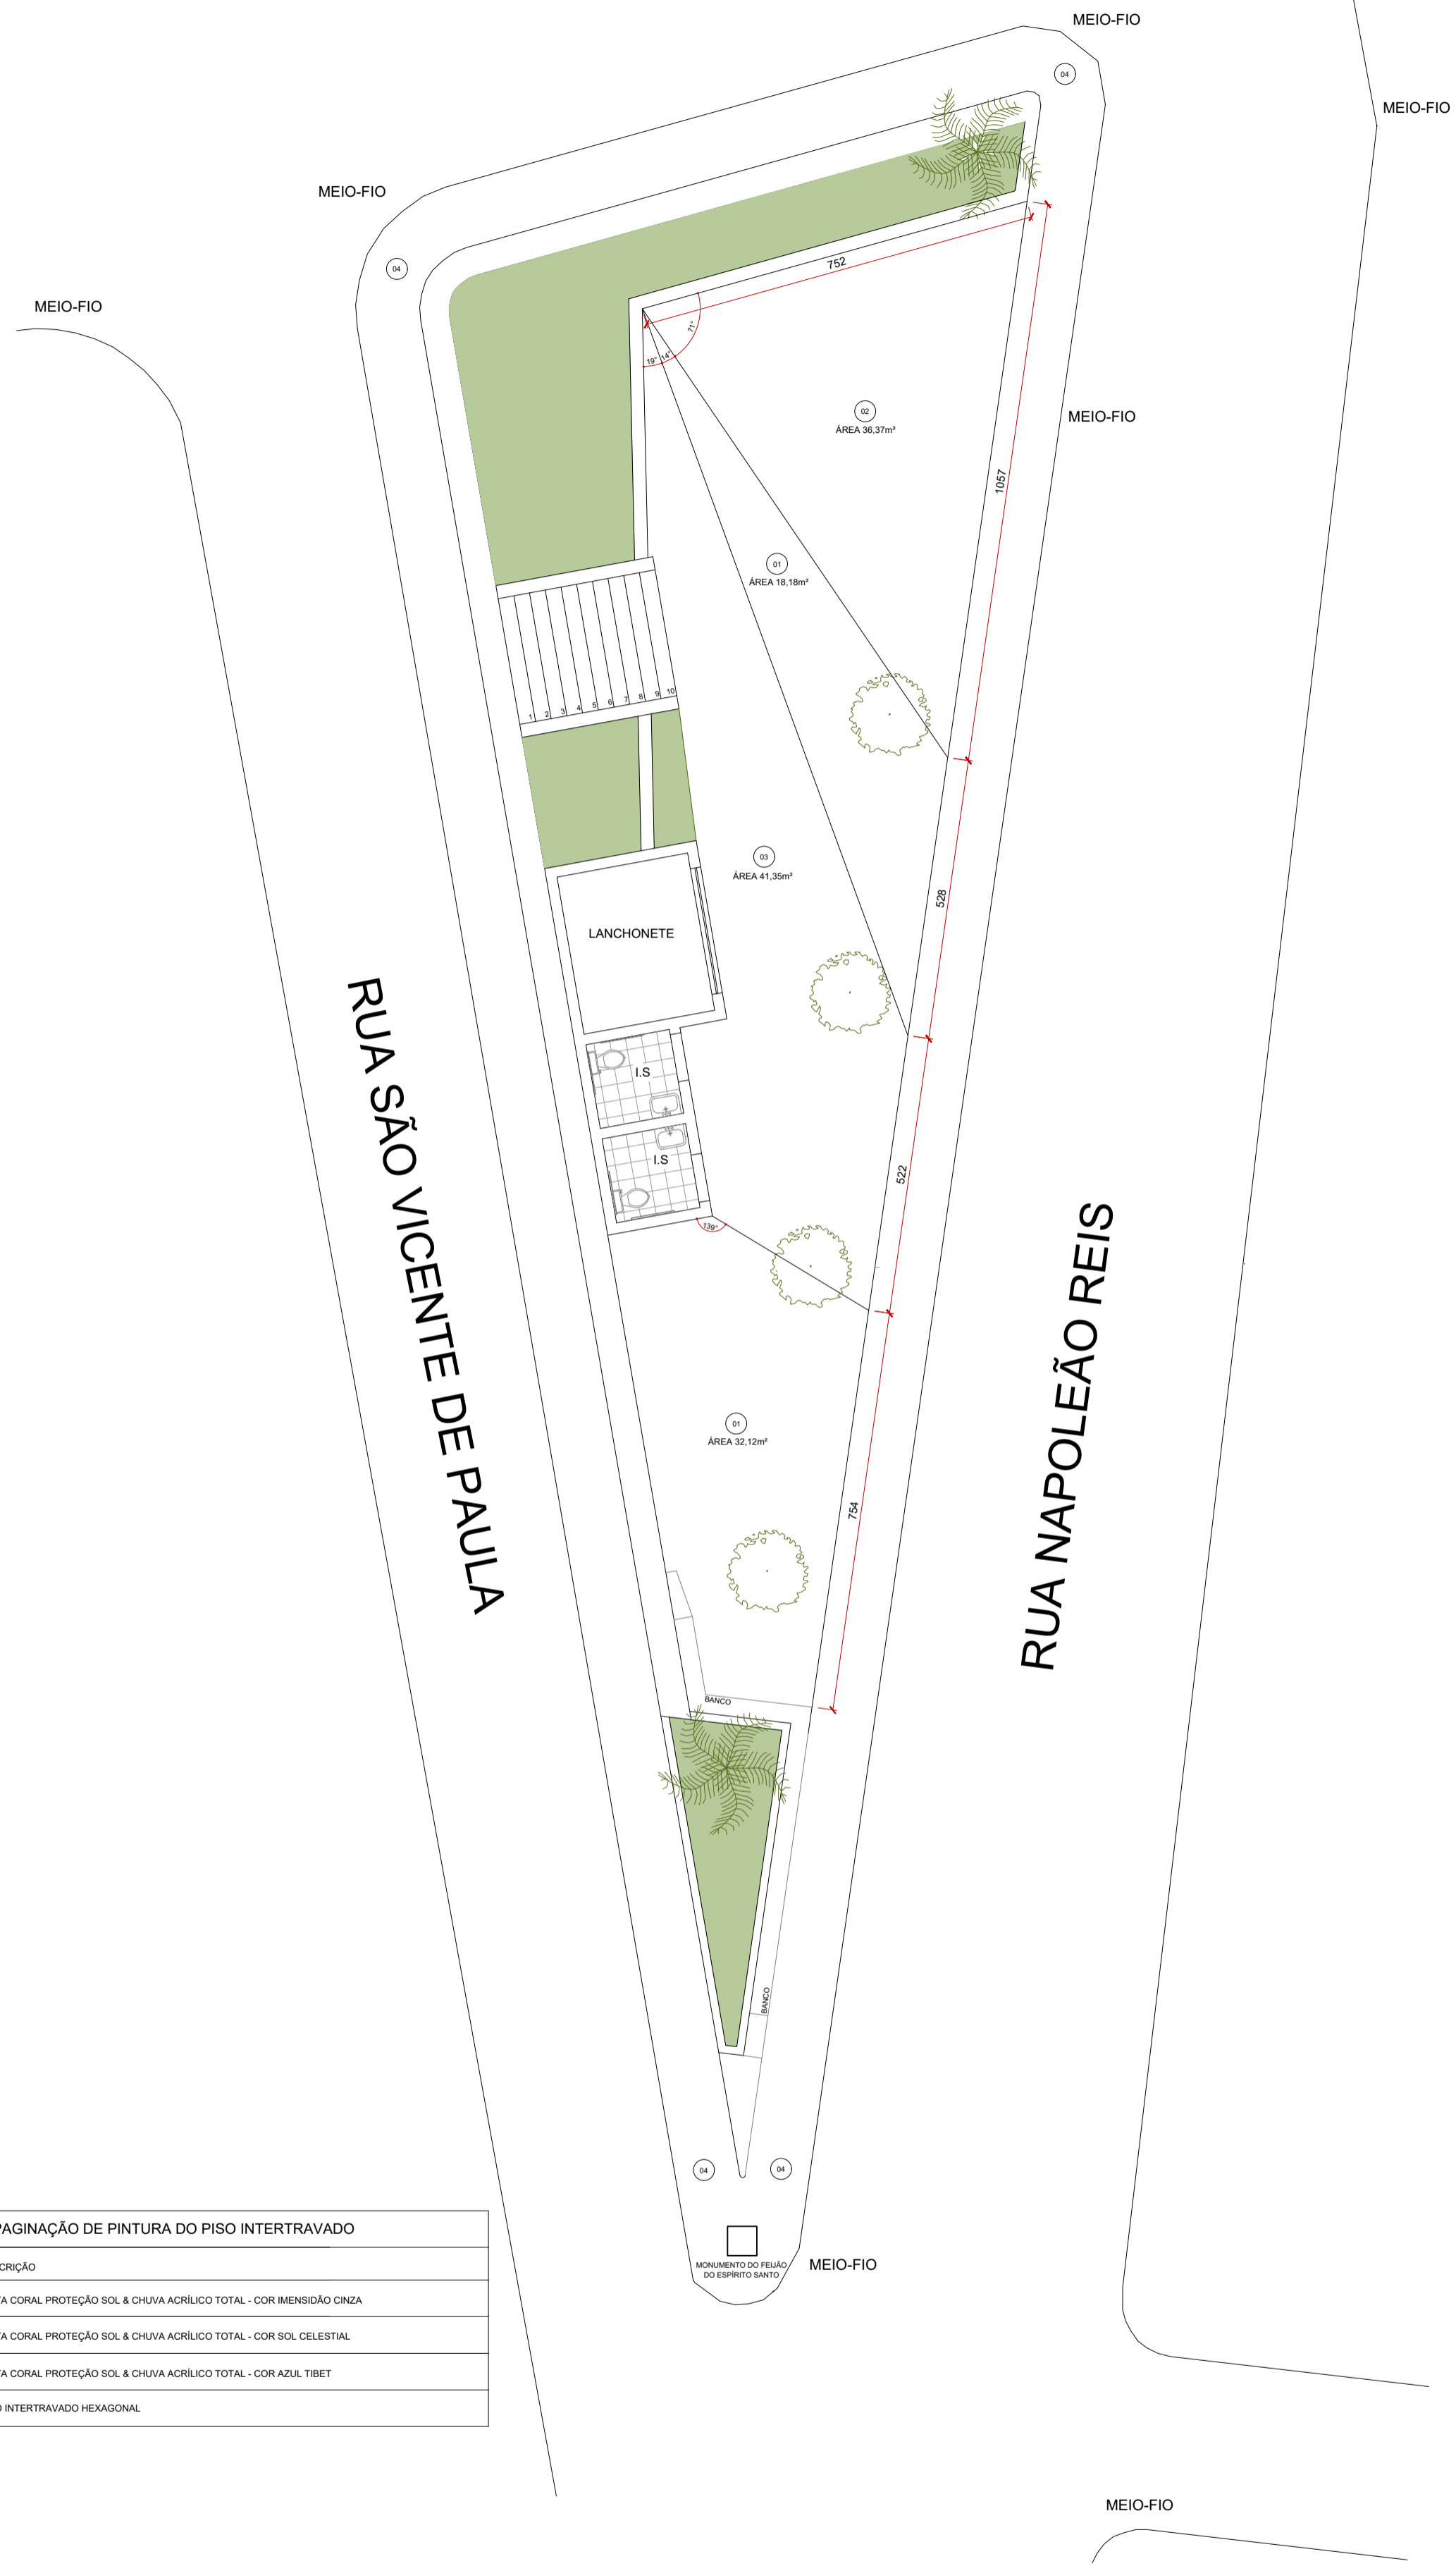 MEIO-FIO
04
MEIO-FIO
MEIO-FIO
04
MEIO-FIO
752
71°
19°
14°
02
ÁREA 36,37m²
MEIO-FIO
1057
01
ÁREA 18,18m²
1
2
3
4
5
6
7
8
9
10
03
ÁREA 41,35m²
528
LANCHONETE
RUA SÃO VICENTE DE PAULA
I.S
I.S
522
139°
RUA NAPOLEÃO REIS
01
ÁREA 32,12m²
754
BANCO
BANCO
04
04
MONUMENTO DO FEIJÃO
DO ESPÍRITO SANTO
MEIO-FIO
PAGINAÇÃO DE PINTURA DO PISO INTERTRAVADO
CRIÇÃO
TA CORAL PROTEÇÃO SOL & CHUVA ACRÍLICO TOTAL - COR IMENSIDÃO CINZA
TA CORAL PROTEÇÃO SOL & CHUVA ACRÍLICO TOTAL - COR SOL CELESTIAL
TA CORAL PROTEÇÃO SOL & CHUVA ACRÍLICO TOTAL - COR AZUL TIBET
O INTERTRAVADO HEXAGONAL
MEIO-FIO